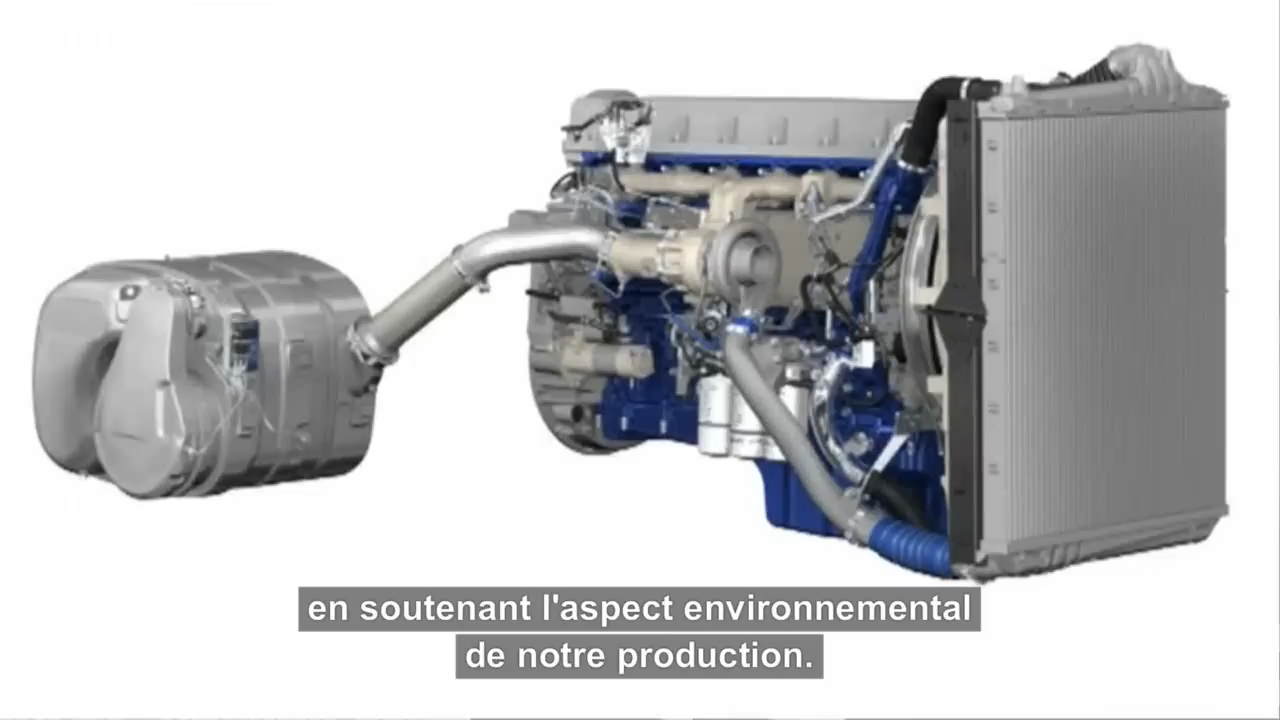 en soutenant l'aspect environnemental
de notre production.